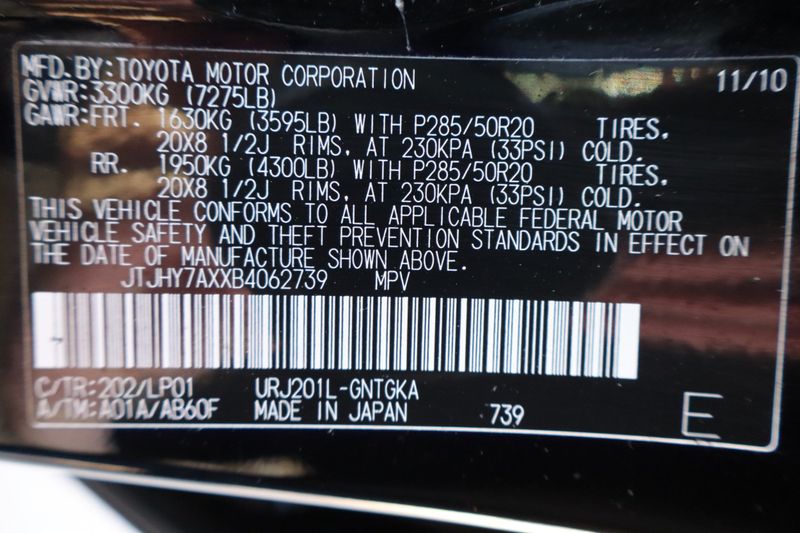 MFD.BY:TOYOTA MOTOR CORPORATION 11/10
GVWR:3300KG (7275LB)
GAWR:FRT. 1630KG (3595LB) WITH P285/50R20 TIRES,
20X8 1/2J RIMS, AT 230KPA (33PSI) COLD.
RR. 1950KG (4300LB) WITH P285/50R20 TIRES,
20X8 1/2J RIMS, AT 230KPA (33PSI) COLD.
THIS VEHICLE CONFORMS TO ALL APPLICABLE FEDERAL MOTOR
VEHICLE SAFETY AND THEFT PREVENTION STANDARDS IN EFFECT ON
THE DATE OF MANUFACTURE SHOWN ABOVE.
JTJHY7AXXB4062739 MPV
C/TR:202/LP01 URJ201L-GNTGKA
A/TM:A01A/AB60F MADE IN JAPAN 739 E